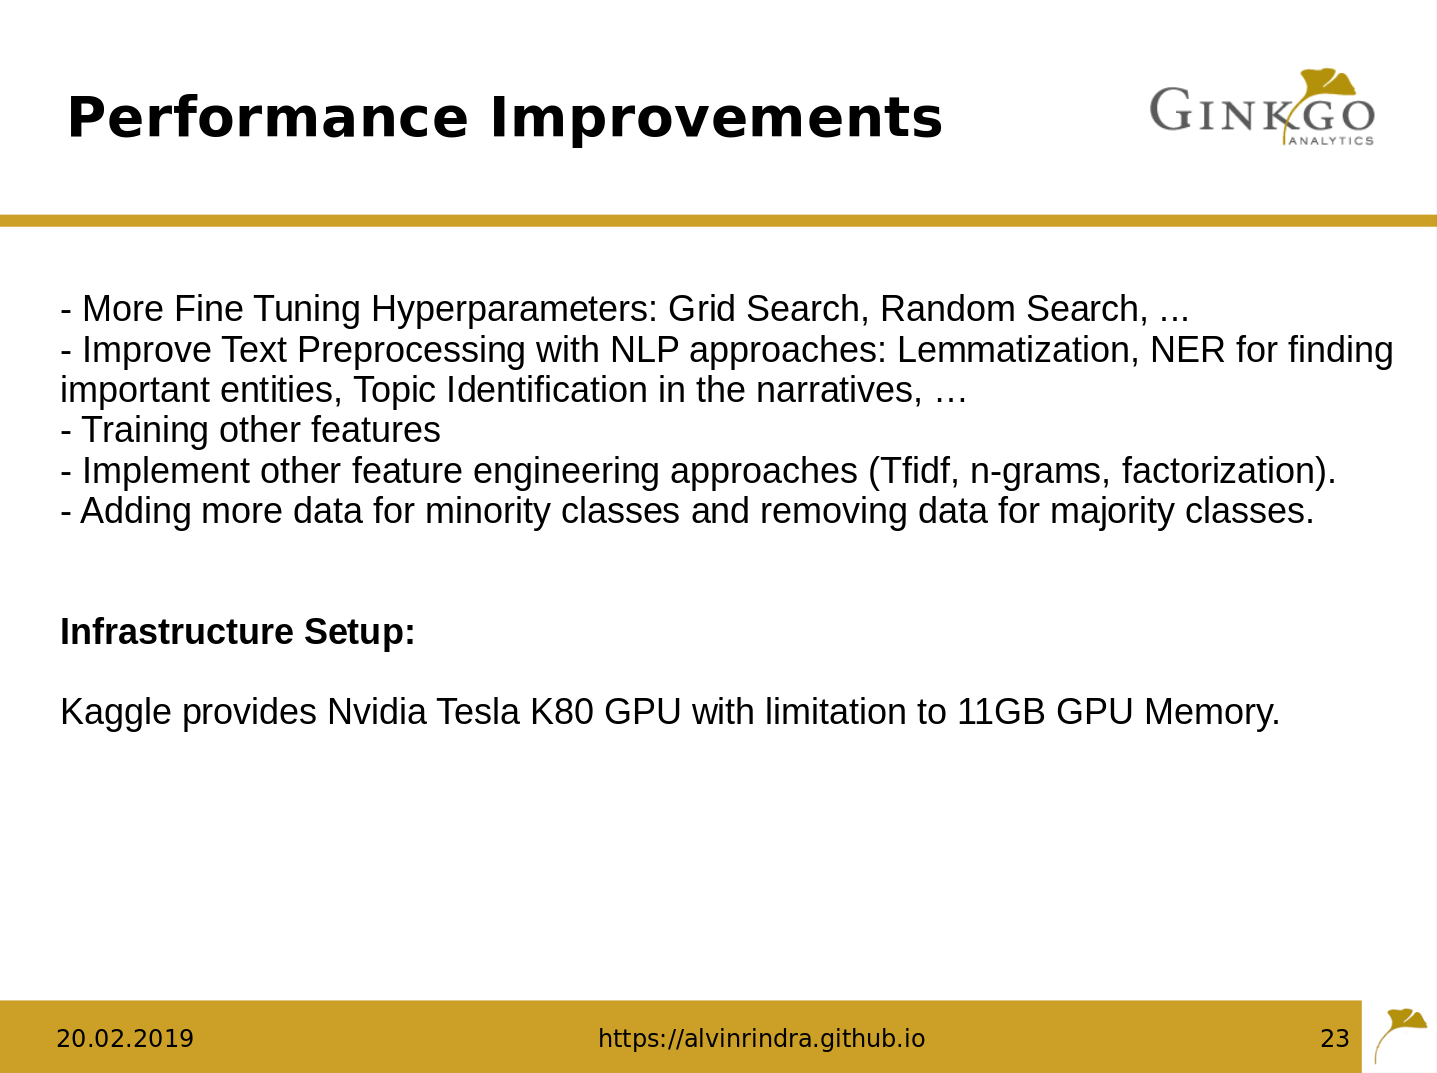 Performance Improvements
GINKGO
ANALYTICS
- More Fine Tuning Hyperparameters: Grid Search, Random Search, ...
- Improve Text Preprocessing with NLP approaches: Lemmatization, NER for finding
important entities, Topic Identification in the narratives, …
- Training other features
- Implement other feature engineering approaches (Tfidf, n-grams, factorization).
- Adding more data for minority classes and removing data for majority classes.
Infrastructure Setup:
Kaggle provides Nvidia Tesla K80 GPU with limitation to 11GB GPU Memory.
20.02.2019
https://alvinrindra.github.io
23